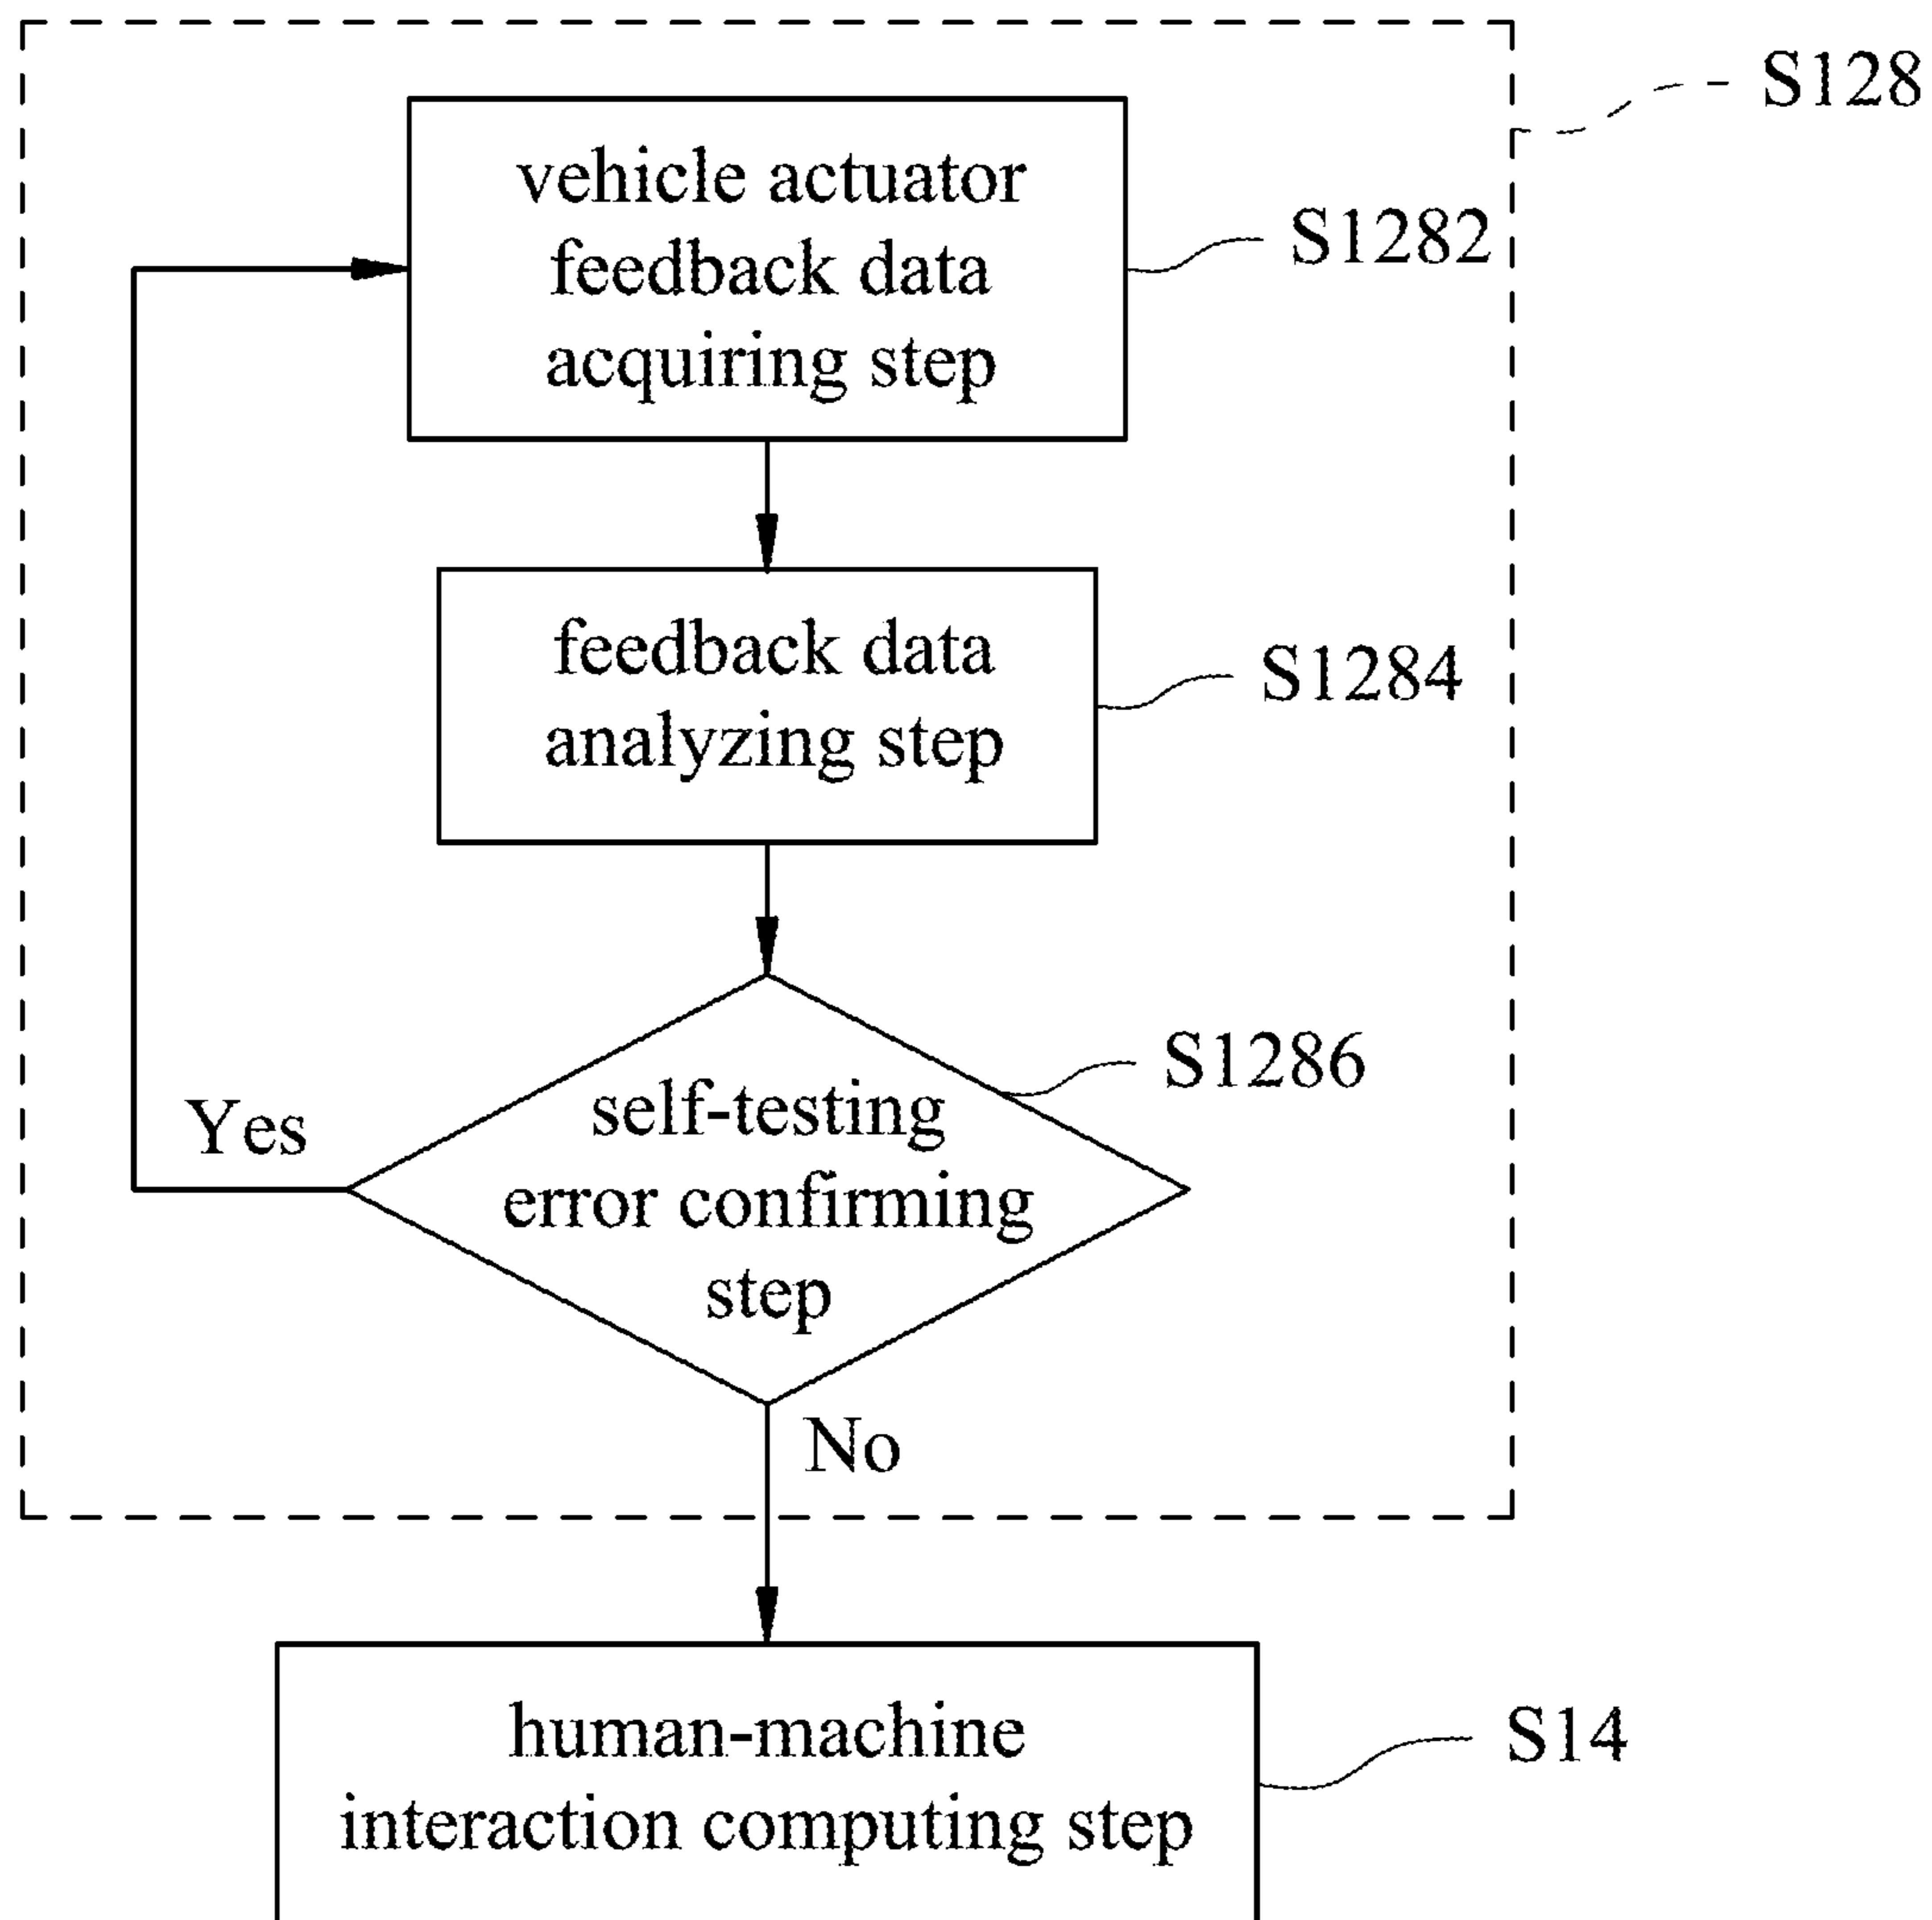 S128
vehicle actuator
feedback data
acquiring step
S1282
feedback data
analyzing step
S1284
S1286
self-testing
error confirming
step
Yes
No
human-machine
interaction computing step
S14